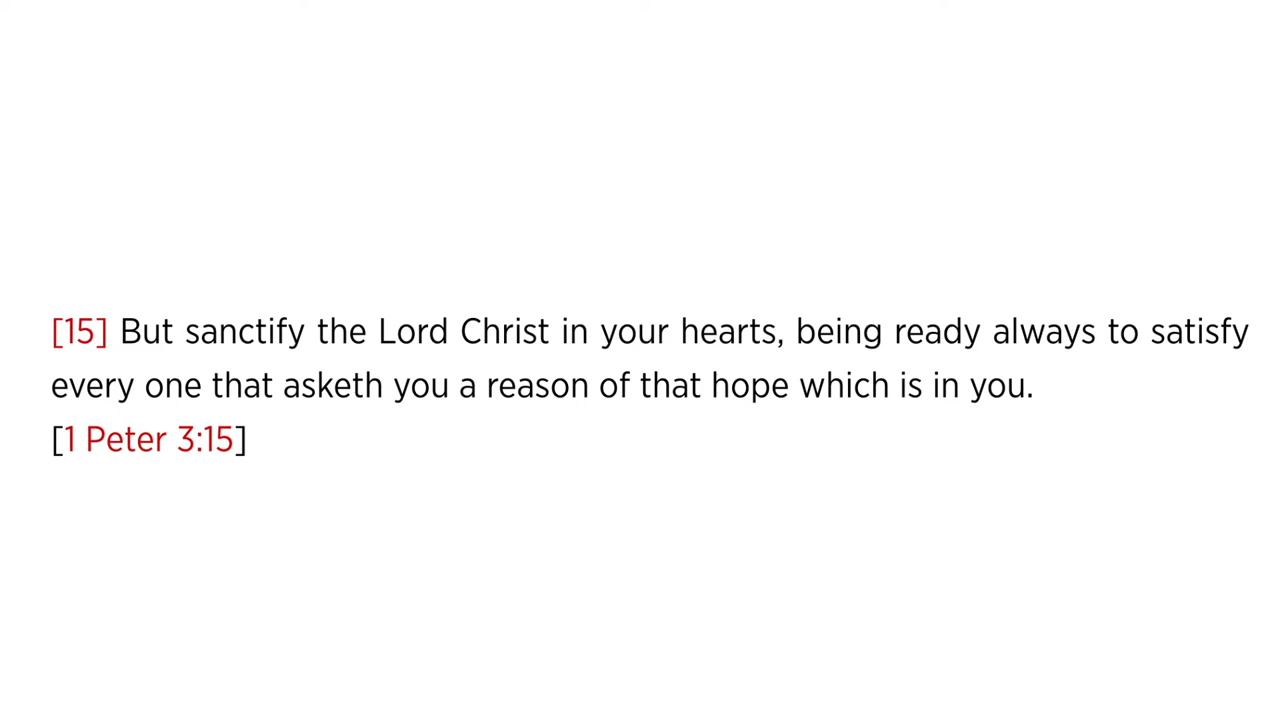 [15] But sanctify the Lord Christ in your hearts, being ready always to satisfy
every one that asketh you a reason of that hope which is in you.
[1 Peter 3:15]